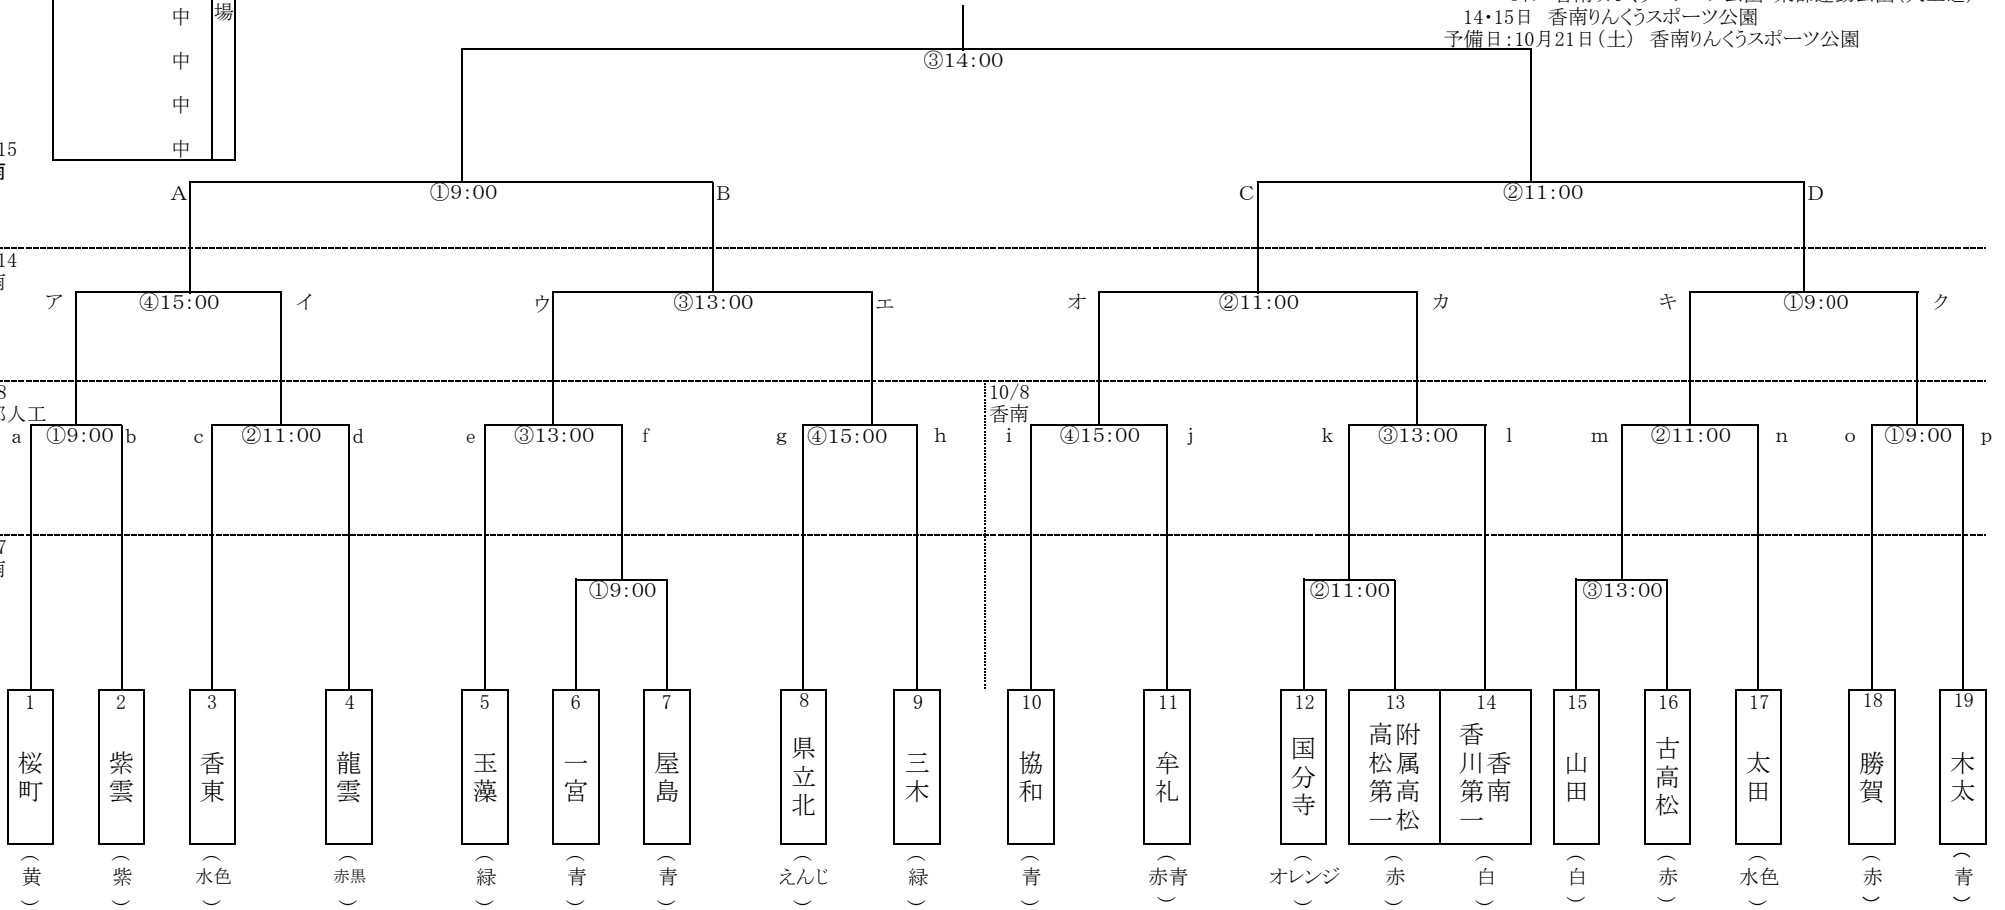 中
場
中
中
中
14・15日 香南りんくうスポーツ公園
予備日:10月21日(土) 香南りんくうスポーツ公園
③14:00
15
A
①9:00
B
C
②11:00
D
14
ア
④15:00
イ
ウ
③13:00
エ
オ
②11:00
カ
キ
①9:00
ク
8
部人工
10/8
香南
a
①9:00
b
c
②11:00
d
e
③13:00
f
g
④15:00
h
i
④15:00
j
k
③13:00
l
m
②11:00
n
o
①9:00
p
7
①9:00
②11:00
③13:00
1
桜町
(黄)
2
紫雲
(紫)
3
香東
(水色)
4
龍雲
(赤黒)
5
玉藻
(緑)
6
一宮
(青)
7
屋島
(青)
8
県立北
(えんじ)
9
三木
(緑)
10
協和
(青)
11
牟礼
(赤青)
12
国分寺
(オレンジ)
13
附属高松
高松第一
(赤)
14
香南
香川第一
(白)
15
山田
(白)
16
古高松
(赤)
17
太田
(水色)
18
勝賀
(赤)
19
木太
(青)